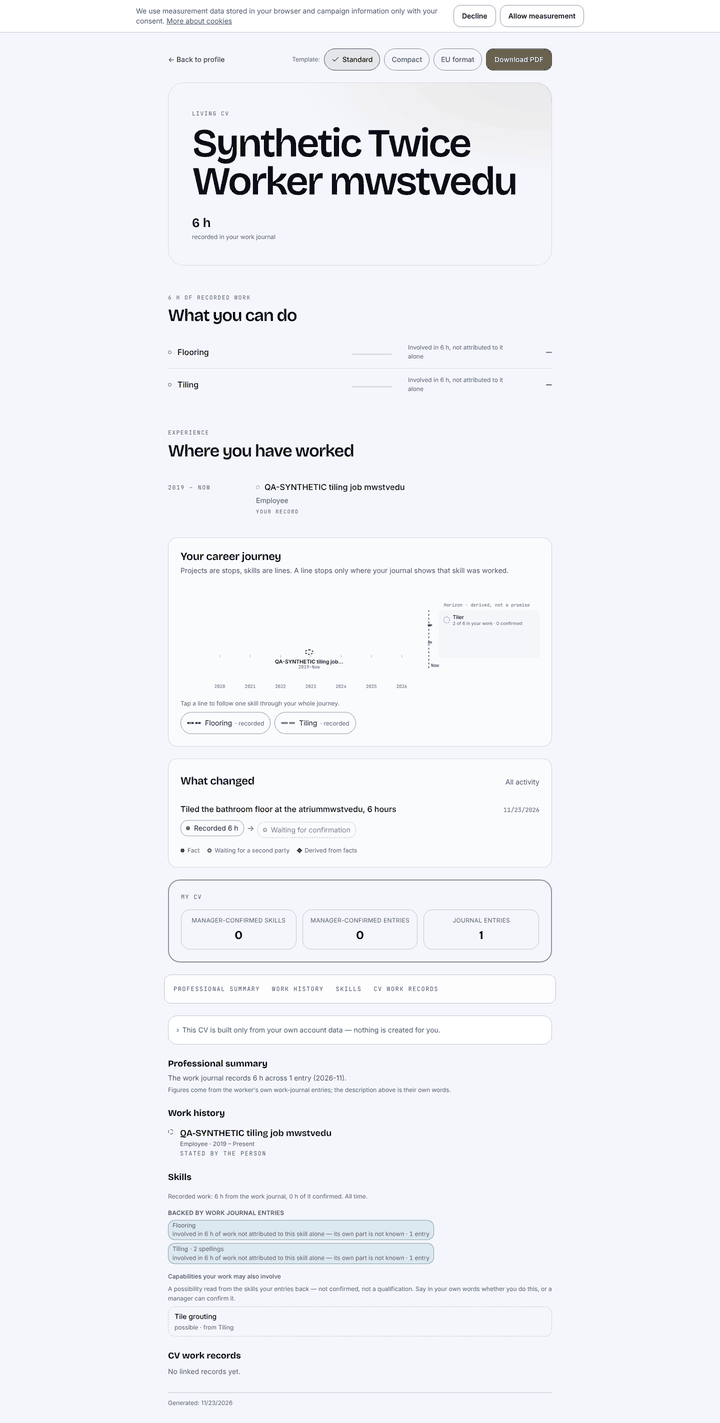 We use measurement data stored in your browser and campaign information only with your
consent. More about cookies
Decline
Allow measurement
← Back to profile
Template:
✓ Standard
Compact
EU format
Download PDF
LIVING CV
Synthetic Twice
Worker mwstvedu
6 h
recorded in your work journal
6 H OF RECORDED WORK
What you can do
Flooring
Involved in 6 h, not attributed to it
alone
—
Tiling
Involved in 6 h, not attributed to it
alone
—
EXPERIENCE
Where you have worked
2019 – NOW
QA-SYNTHETIC tiling job mwstvedu
Employee
YOUR RECORD
Your career journey
Projects are stops, skills are lines. A line stops only where your journal shows that skill was worked.
Horizon · derived, not a promise
Tiler
2 of 6 in your work · 0 confirmed
QA-SYNTHETIC tiling job…
2019–Now
Now
2020 2021 2022 2023 2024 2025 2026
Tap a line to follow one skill through your whole journey.
Flooring · recorded
Tiling · recorded
What changed
All activity
Tiled the bathroom floor at the atriummwstvedu, 6 hours
11/23/2026
Recorded 6 h
→
Waiting for confirmation
Fact
Waiting for a second party
Derived from facts
MY CV
MANAGER-CONFIRMED SKILLS
0
MANAGER-CONFIRMED ENTRIES
0
JOURNAL ENTRIES
1
PROFESSIONAL SUMMARY
WORK HISTORY
SKILLS
CV WORK RECORDS
› This CV is built only from your own account data — nothing is created for you.
Professional summary
The work journal records 6 h across 1 entry (2026-11).
Figures come from the worker's own work-journal entries; the description above is their own words.
Work history
QA-SYNTHETIC tiling job mwstvedu
Employee · 2019 – Present
STATED BY THE PERSON
Skills
Recorded work: 6 h from the work journal, 0 h of it confirmed. All time.
BACKED BY WORK JOURNAL ENTRIES
Flooring
involved in 6 h of work not attributed to this skill alone — its own part is not known · 1 entry
Tiling · 2 spellings
involved in 6 h of work not attributed to this skill alone — its own part is not known · 1 entry
Capabilities your work may also involve
A possibility read from the skills your entries back — not confirmed, not a qualification. Say in your own words whether you do this, or a
manager can confirm it.
Tile grouting
possible · from Tiling
CV work records
No linked records yet.
Generated: 11/23/2026